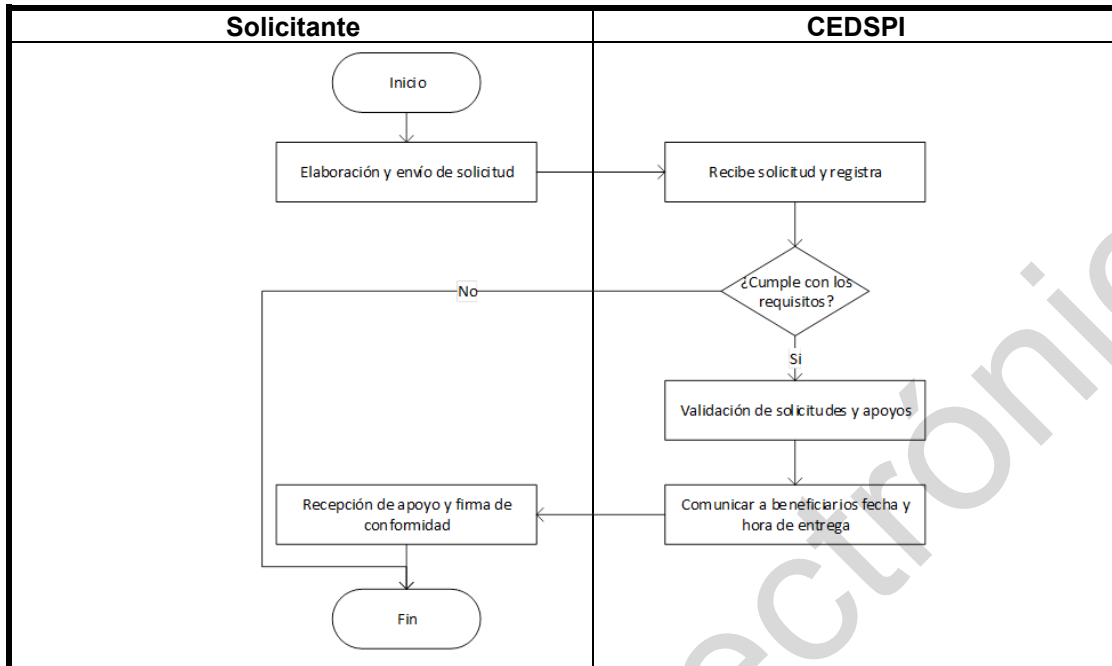 Solicitante
CEDSPI
Inicio
Elaboración y envío de solicitud
Recibe solicitud y registra
¿Cumple con los
requisitos?
No
Si
Validación de solicitudes y apoyos
Comunicar a beneficiarios fecha y
hora de entrega
Recepción de apoyo y firma de
conformidad
Fin